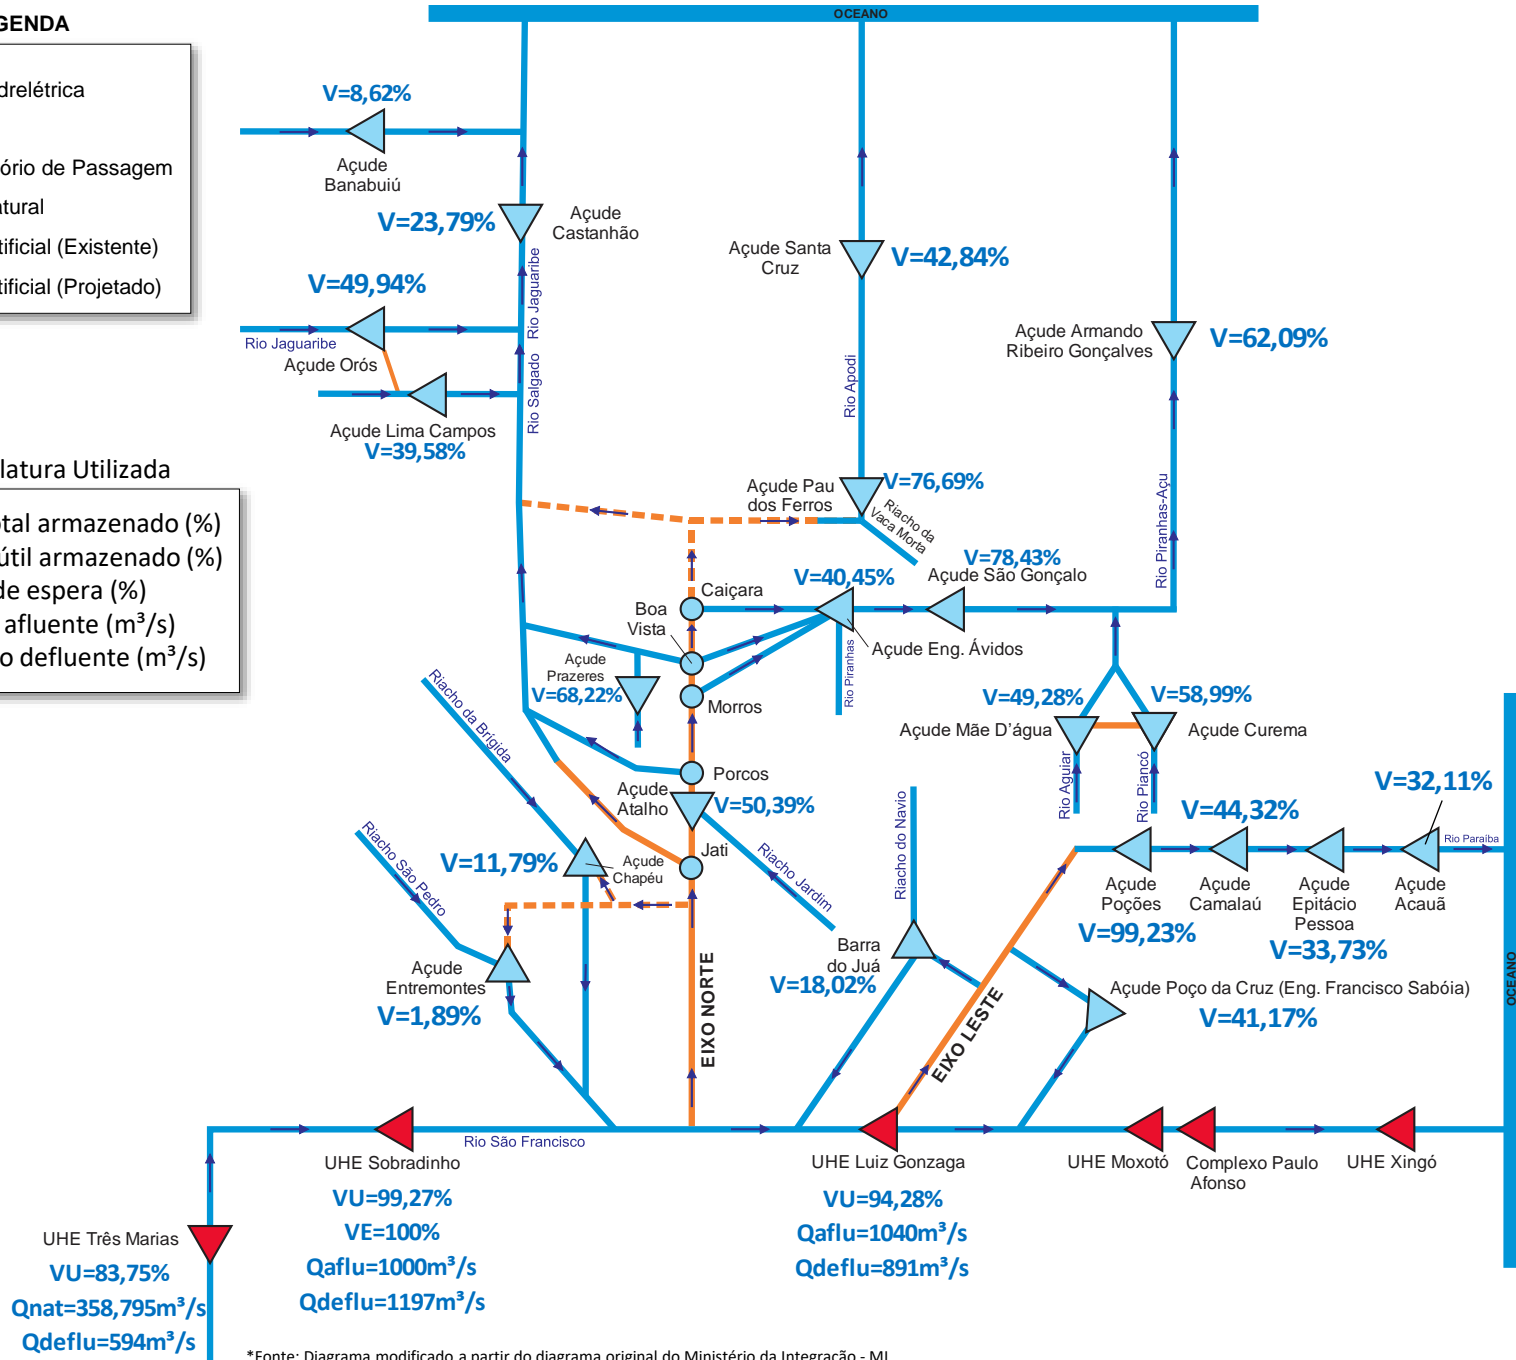 GENDA
drelétrica
ório de Passagem
atural
tificial (Existente)
tificial (Projetado)
latura Utilizada
otal armazenado (%)
útil armazenado (%)
de espera (%)
afluente (m³/s)
o defluente (m³/s)
OCEANO
V=8,62%
Açude
Banabuiú
V=23,79%
Açude
Castanhão
Rio Jaguaribe
V=49,94%
Rio Jaguaribe
Açude Orós
Rio Salgado
Açude Lima Campos
V=39,58%
Açude Santa
Cruz
V=42,84%
Rio Apodi
Açude Armando
Ribeiro Gonçalves
V=62,09%
Rio Piranhas-Açu
Açude Pau
dos Ferros
V=76,69%
Riacho da
Vaca Morta
V=78,43%
Açude São Gonçalo
V=40,45%
Caiçara
Boa
Vista
Açude Eng. Ávidos
Rio Piranhas
Açude
Prazeres
V=68,22%
Morros
Riacho da Brígida
Porcos
Açude
Atalho
V=50,39%
V=49,28%
V=58,99%
Açude Mãe D'água
Açude Curema
Rio Aguiar
Rio Piancó
V=32,11%
V=44,32%
Rio Paraíba
Riacho do Navio
Riacho São Pedro
V=11,79%
Açude
Chapéu
Jati
Riacho Jardim
Açude
Poções
V=99,23%
Açude
Camalaú
Açude
Epitácio
Pessoa
V=33,73%
Açude
Acauã
Barra
do Juá
V=18,02%
Açude
Entremontes
V=1,89%
EIXO NORTE
EIXO LESTE
Açude Poço da Cruz (Eng. Francisco Sabóia)
V=41,17%
OCEANO
Rio São Francisco
UHE Sobradinho
VU=99,27%
VE=100%
Qaflu=1000m³/s
Qdeflu=1197m³/s
UHE Luiz Gonzaga
VU=94,28%
Qaflu=1040m³/s
Qdeflu=891m³/s
UHE Moxotó
Complexo Paulo
Afonso
UHE Xingó
UHE Três Marias
VU=83,75%
Qnat=358,795m³/s
Qdeflu=594m³/s
*Fonte: Diagrama modificado a partir do diagrama original do Ministério da Integração - MI